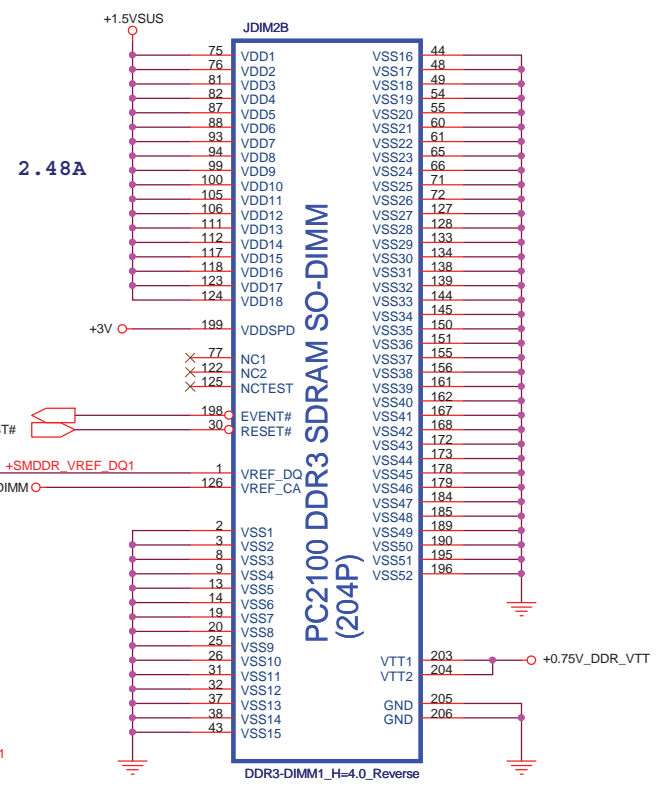 +1.5VSUS
JDIM2B
75 VDD1 VSS16 44
76 VDD2 VSS17 48
81 VDD3 VSS18 49
82 VDD4 VSS19 54
87 VDD5 VSS20 55
88 VDD6 VSS21 60
93 VDD7 VSS22 61
94 VDD8 VSS23 65
2.48A
99 VDD9 VSS24 66
100 VDD10 VSS25 71
105 VDD11 VSS26 72
106 VDD12 VSS27 127
111 VDD13 VSS28 128
112 VDD14 VSS29 133
117 VDD15 VSS30 134
118 VDD16 VSS31 138
123 VDD17 VSS32 139
124 VDD18 VSS33 144
VSS34 145
+3V 199 VDDSPD VSS35 150
VSS36 151
77 NC1 VSS37 155
122 NC2 VSS38 156
125 NCTEST VSS39 161
VSS40 162
198 EVENT# VSS41 167
ST# 30 RESET# VSS42 168
VSS43 172
VSS44 173
+SMDDR_VREF_DQ1 1 VREF_DQ VSS45 178
DIMM 126 VREF_CA VSS46 179
VSS47 184
VSS48 185
2 VSS1 VSS49 189
3 VSS2 VSS50 190
8 VSS3 VSS51 195
9 VSS4 VSS52 196
13 VSS5
14 VSS6
19 VSS7
20 VSS8
25 VSS9
26 VSS10 VTT1 203 +0.75V_DDR_VTT
31 VSS11 VTT2 204
32 VSS12
37 VSS13 GND 205
38 VSS14 GND 206
43 VSS15
PC2100 DDR3 SDRAM SO-DIMM
(204P)
1
DDR3-DIMM1_H=4.0_Reverse